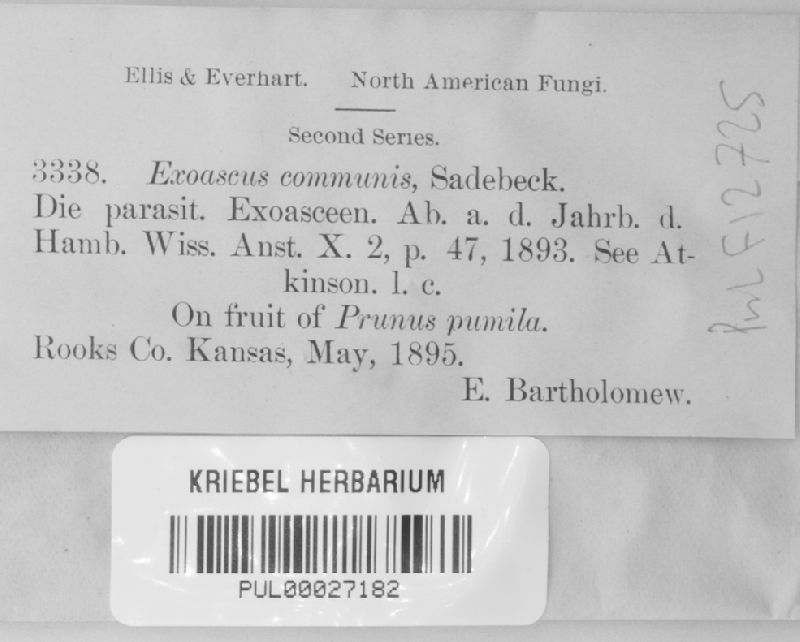 Ellis & Everhart. North American Fungi.
Second Series.
3338. Exoascus communis, Sadebeck.
Die parasit. Exoasceen. Ab. a. d. Jahrb. d.
Hamb. Wiss. Anst. X. 2, p. 47, 1893. See At-
kinson. l. c.
On fruit of Prunus pumila.
Rooks Co. Kansas, May, 1895.
E. Bartholomew.
PUL F12725
KRIEBEL HERBARIUM
PUL00027182